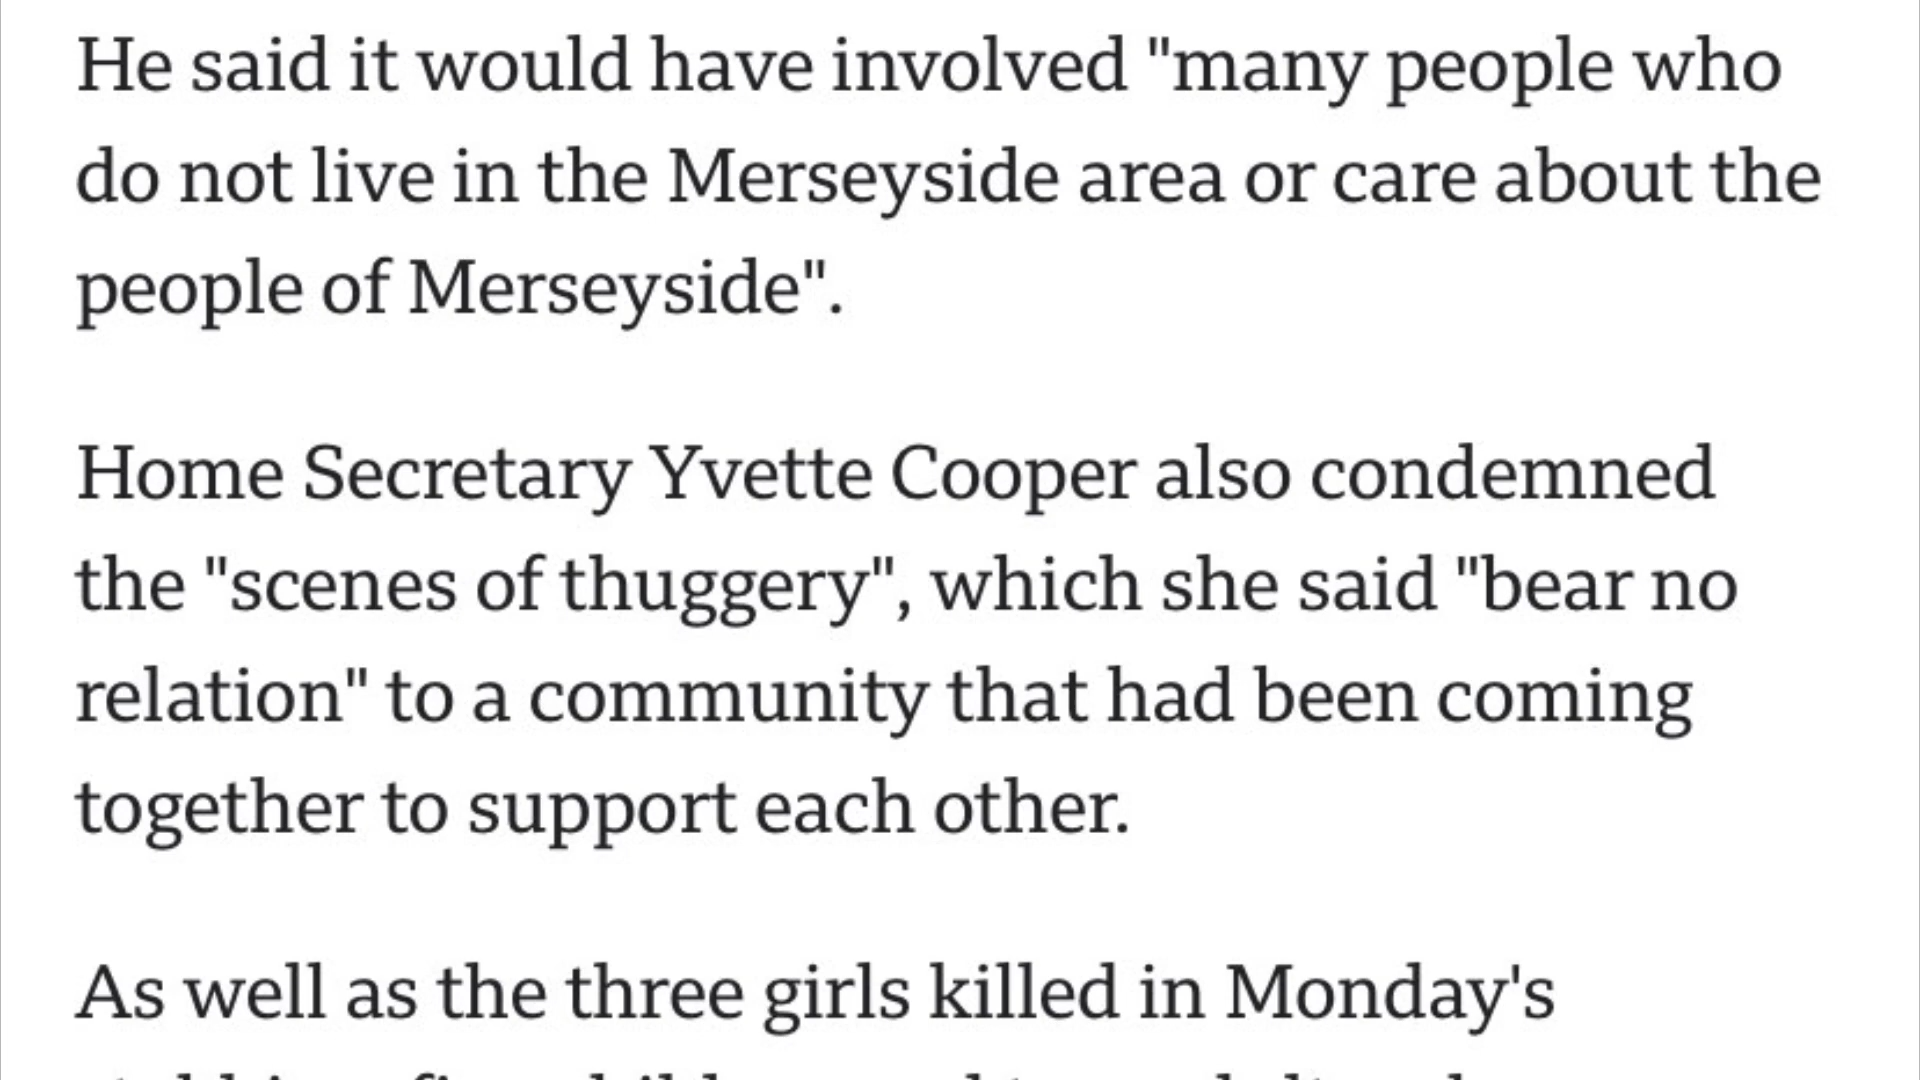 He said it would have involved "many people who
do not live in the Merseyside area or care about the
people of Merseyside".
Home Secretary Yvette Cooper also condemned
the "scenes of thuggery", which she said "bear no
relation" to a community that had been coming
together to support each other.
As well as the three girls killed in Monday's